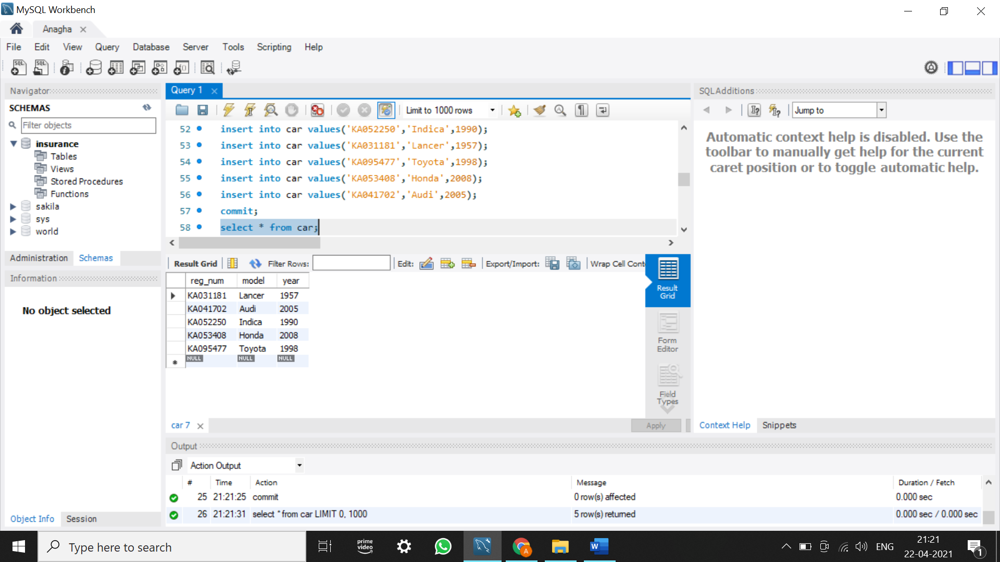 MySQL Workbench
Anagha
File Edit View Query Database Server Tools Scripting Help
Navigator
SCHEMAS
Filter objects
insurance
Tables
Views
Stored Procedures
Functions
sakila
sys
world
Administration Schemas
Information
No object selected
Object Info Session
Query 1
Limit to 1000 rows
52 insert into car values('KA052250','Indica',1990);
53 insert into car values('KA031181','Lancer',1957);
54 insert into car values('KA095477','Toyota',1998);
55 insert into car values('KA053408','Honda',2008);
56 insert into car values('KA041702','Audi',2005);
57 commit;
58 select * from car;
Result Grid Filter Rows: Edit: Export/Import: Wrap Cell Cont
reg_num model year
KA031181 Lancer 1957
KA041702 Audi 2005
KA052250 Indica 1990
KA053408 Honda 2008
KA095477 Toyota 1998
NULL NULL NULL
Result
Grid
Form
Editor
Field
Types
car 7
Apply
SQLAdditions
Jump to
Automatic context help is disabled. Use the
toolbar to manually get help for the current
caret position or to toggle automatic help.
Context Help Snippets
Output
Action Output
# Time Action Message Duration / Fetch
25 21:21:25 commit 0 row(s) affected 0.000 sec
26 21:21:31 select * from car LIMIT 0, 1000 5 row(s) returned 0.000 sec / 0.000 sec
Type here to search
prime
video
ENG
21:21
22-04-2021
1